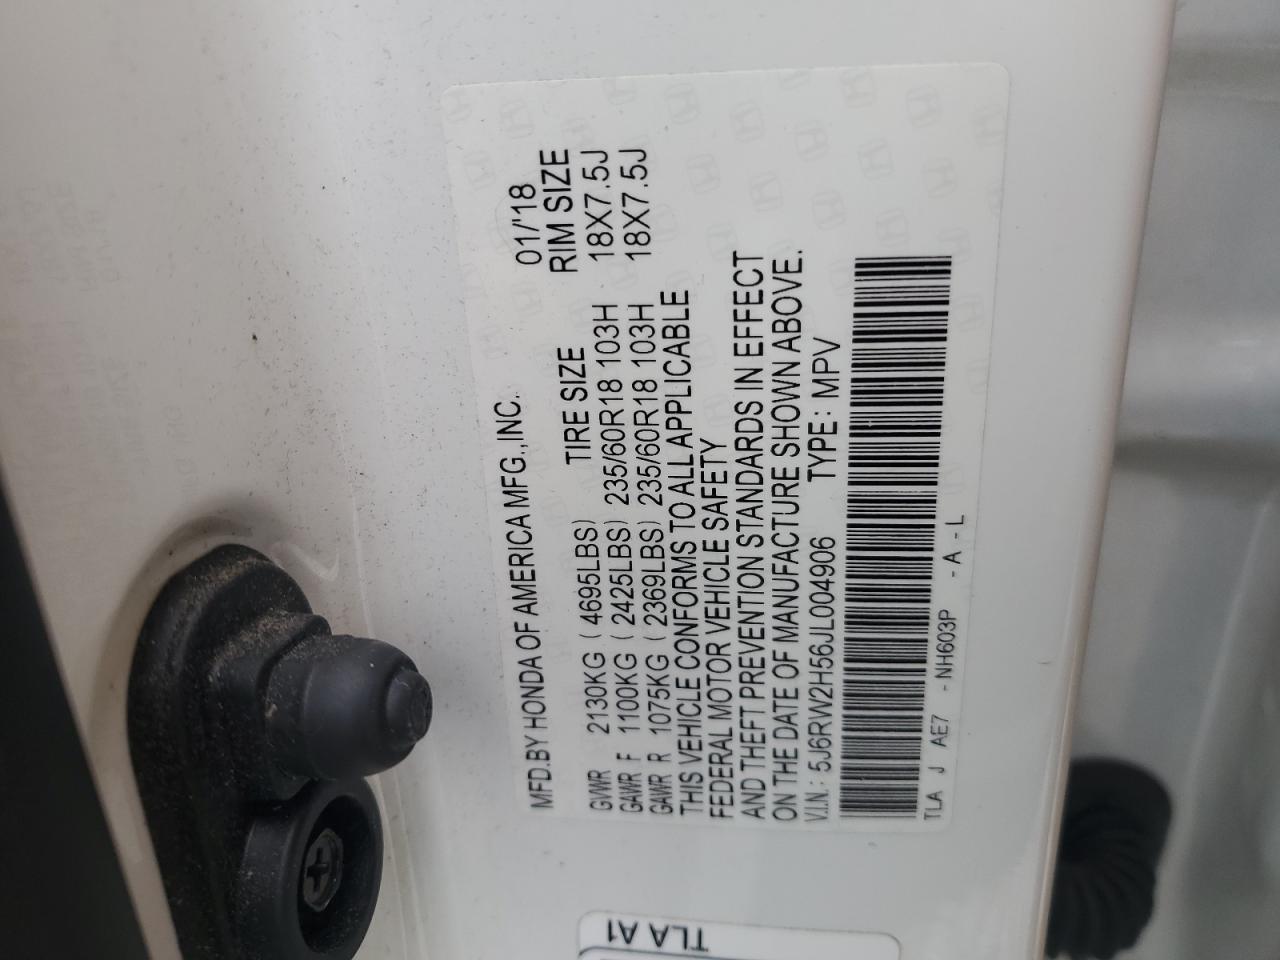 MFD.BY HONDA OF AMERICA MFG.,INC. 01/'18
TIRE SIZE RIM SIZE
GVWR 2130KG ( 4695LBS)
GAWR F 1100KG ( 2425LBS) 235/60R18 103H 18X7.5J
GAWR R 1075KG ( 2369LBS) 235/60R18 103H 18X7.5J
THIS VEHICLE CONFORMS TO ALL APPLICABLE
FEDERAL MOTOR VEHICLE SAFETY
AND THEFT PREVENTION STANDARDS IN EFFECT
ON THE DATE OF MANUFACTURE SHOWN ABOVE.
V.I.N.: 5J6RW2H56JL004906 TYPE: MPV
TLA J AE7 -NH603P -A-L
TLA A1